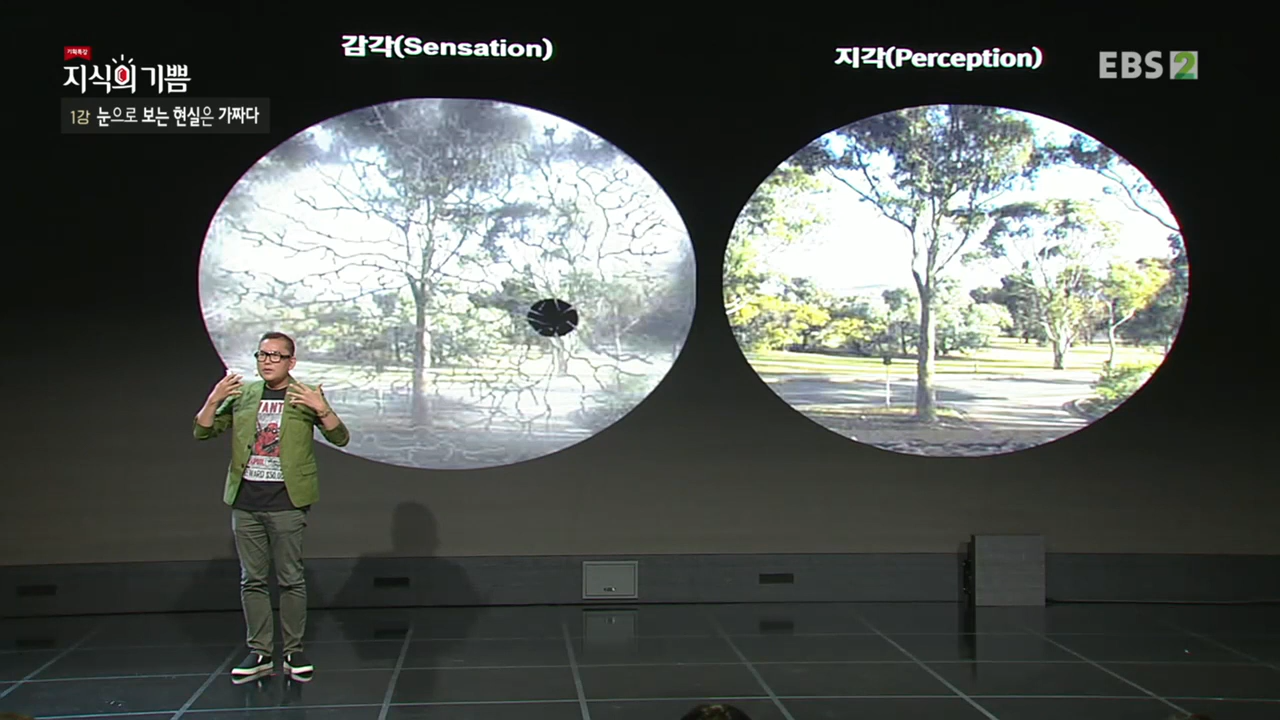 기획특강
지식의 기쁨
1강 눈으로 보는 현실은 가짜다
감각(Sensation)
지각(Perception)
EBS 2
WANT